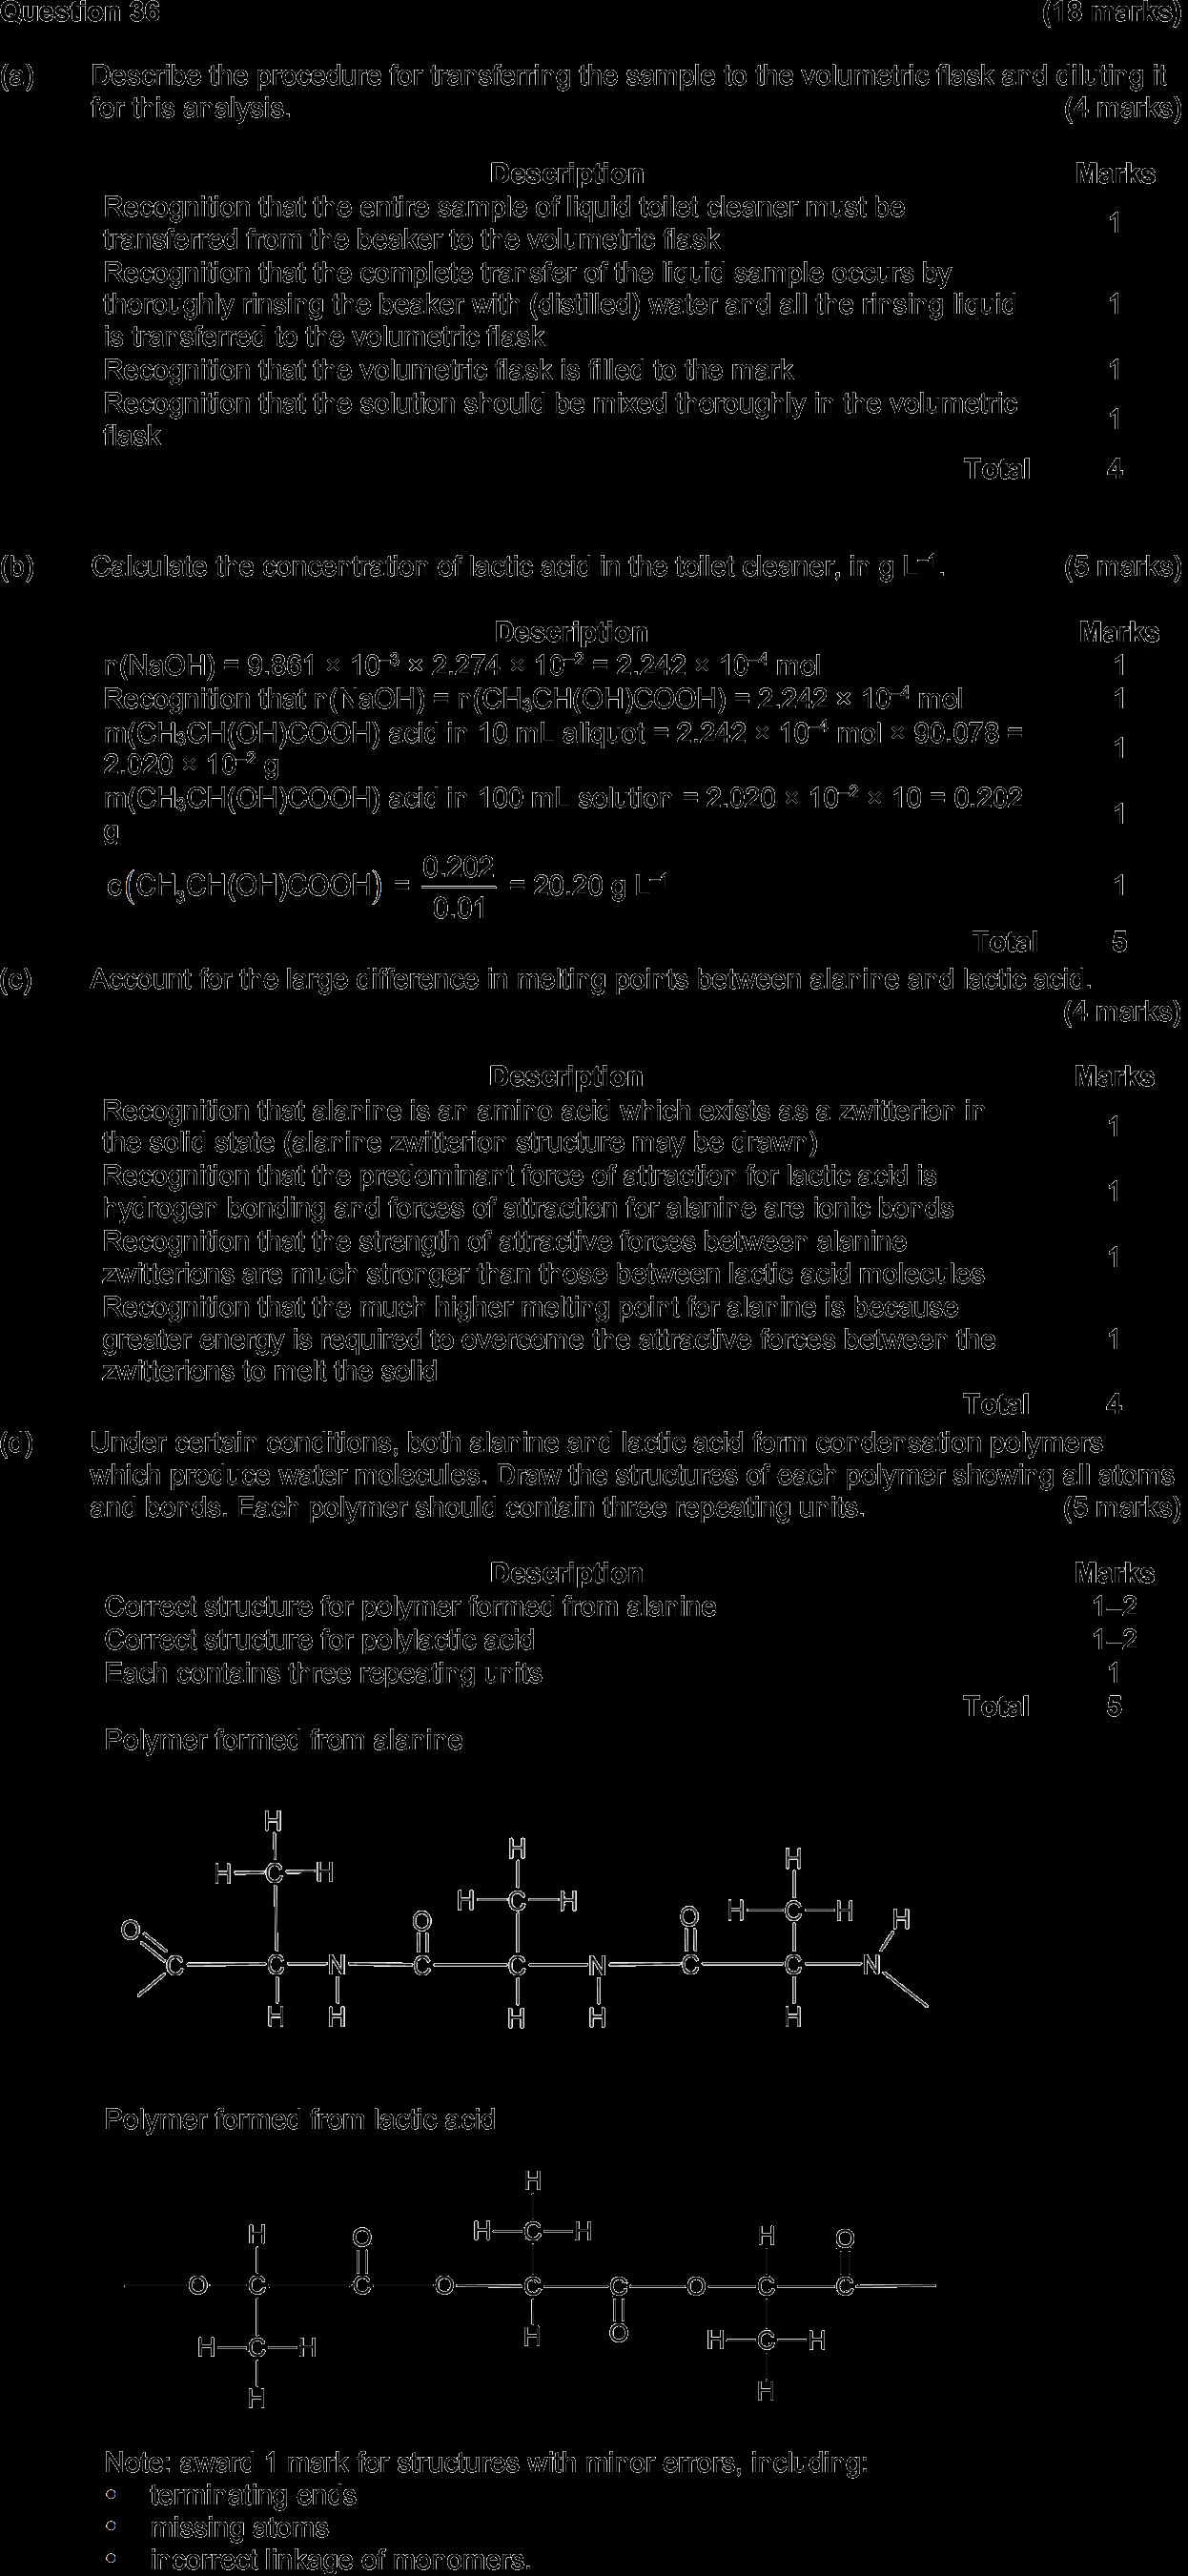 Question 36 (18 marks)
(a) Describe the procedure for transferring the sample to the volumetric flask and diluting it
for this analysis. (4 marks)
Description Marks
Recognition that the entire sample of liquid toilet cleaner must be
transferred from the beaker to the volumetric flask 1
Recognition that the complete transfer of the liquid sample occurs by
thoroughly rinsing the beaker with (distilled) water and all the rinsing liquid 1
is transferred to the volumetric flask
Recognition that the volumetric flask is filled to the mark 1
Recognition that the solution should be mixed thoroughly in the volumetric
flask 1
Total 4
(b) Calculate the concentration of lactic acid in the toilet cleaner, in g L⁻¹. (5 marks)
Description Marks
n(NaOH) = 9.861 × 10⁻³ × 2.274 × 10⁻² = 2.242 × 10⁻⁴ mol 1
Recognition that n(NaOH) = n(CH₃CH(OH)COOH) = 2.242 × 10⁻⁴ mol 1
m(CH₃CH(OH)COOH) acid in 10 mL aliquot = 2.242 × 10⁻⁴ mol × 90.078 =
2.020 × 10⁻² g 1
m(CH₃CH(OH)COOH) acid in 100 mL solution = 2.020 × 10⁻² × 10 = 0.202
g 1
c(CH₃CH(OH)COOH) = 0.202 / 0.01 = 20.20 g L⁻¹ 1
Total 5
(c) Account for the large difference in melting points between alanine and lactic acid.
(4 marks)
Description Marks
Recognition that alanine is an amino acid which exists as a zwitterion in
the solid state (alanine zwitterion structure may be drawn) 1
Recognition that the predominant force of attraction for lactic acid is
hydrogen bonding and forces of attraction for alanine are ionic bonds 1
Recognition that the strength of attractive forces between alanine
zwitterions are much stronger than those between lactic acid molecules 1
Recognition that the much higher melting point for alanine is because
greater energy is required to overcome the attractive forces between the 1
zwitterions to melt the solid
Total 4
(d) Under certain conditions, both alanine and lactic acid form condensation polymers
which produce water molecules. Draw the structures of each polymer showing all atoms
and bonds. Each polymer should contain three repeating units. (5 marks)
Description Marks
Correct structure for polymer formed from alanine 1–2
Correct structure for polylactic acid 1–2
Each contains three repeating units 1
Total 5
Polymer formed from alanine
H
H
H
H C H
H C H
H C H
O
O
O
H
C C N C C N C C N
H H H H H
Polymer formed from lactic acid
H
H O H C H H O
O C C O C C O C C
H C H H O H C H
H H
Note: award 1 mark for structures with minor errors, including:
° terminating ends
° missing atoms
° incorrect linkage of monomers.